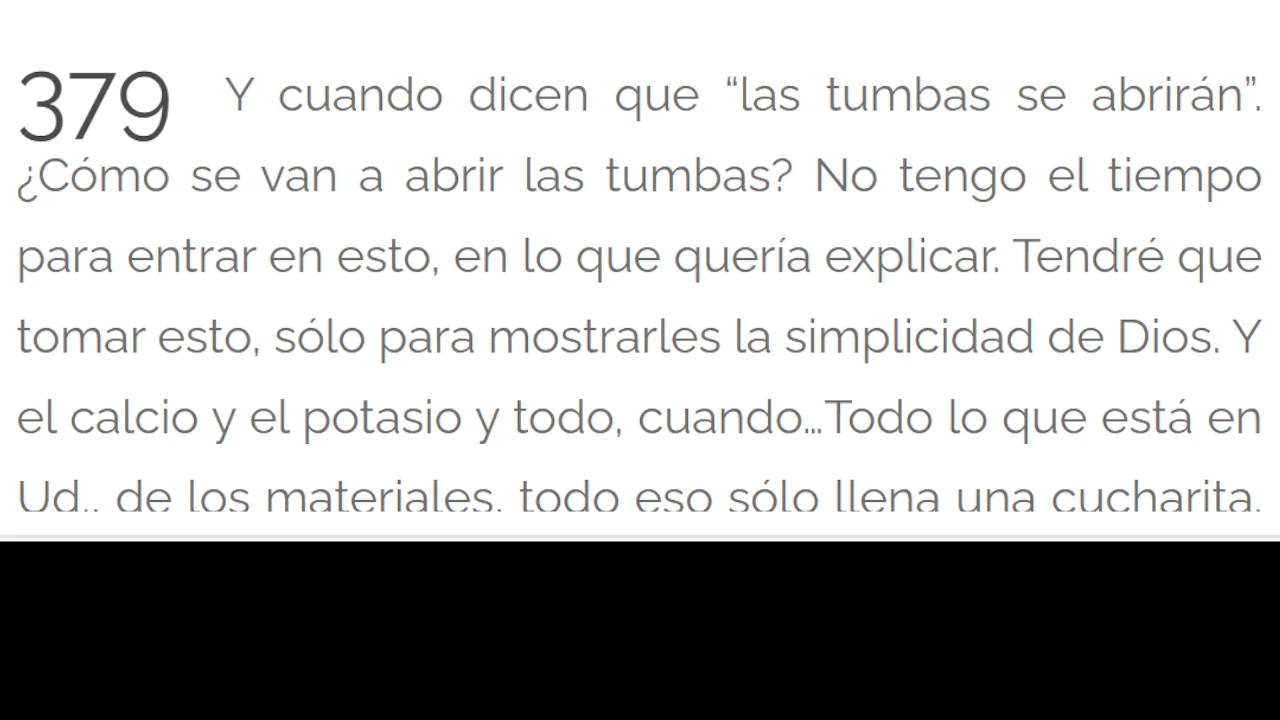 379 Y cuando dicen que “las tumbas se abrirán”.
¿Cómo se van a abrir las tumbas? No tengo el tiempo
para entrar en esto, en lo que quería explicar. Tendré que
tomar esto, sólo para mostrarles la simplicidad de Dios. Y
el calcio y el potasio y todo, cuando…Todo lo que está en
Ud., de los materiales, todo eso sólo llena una cucharita.